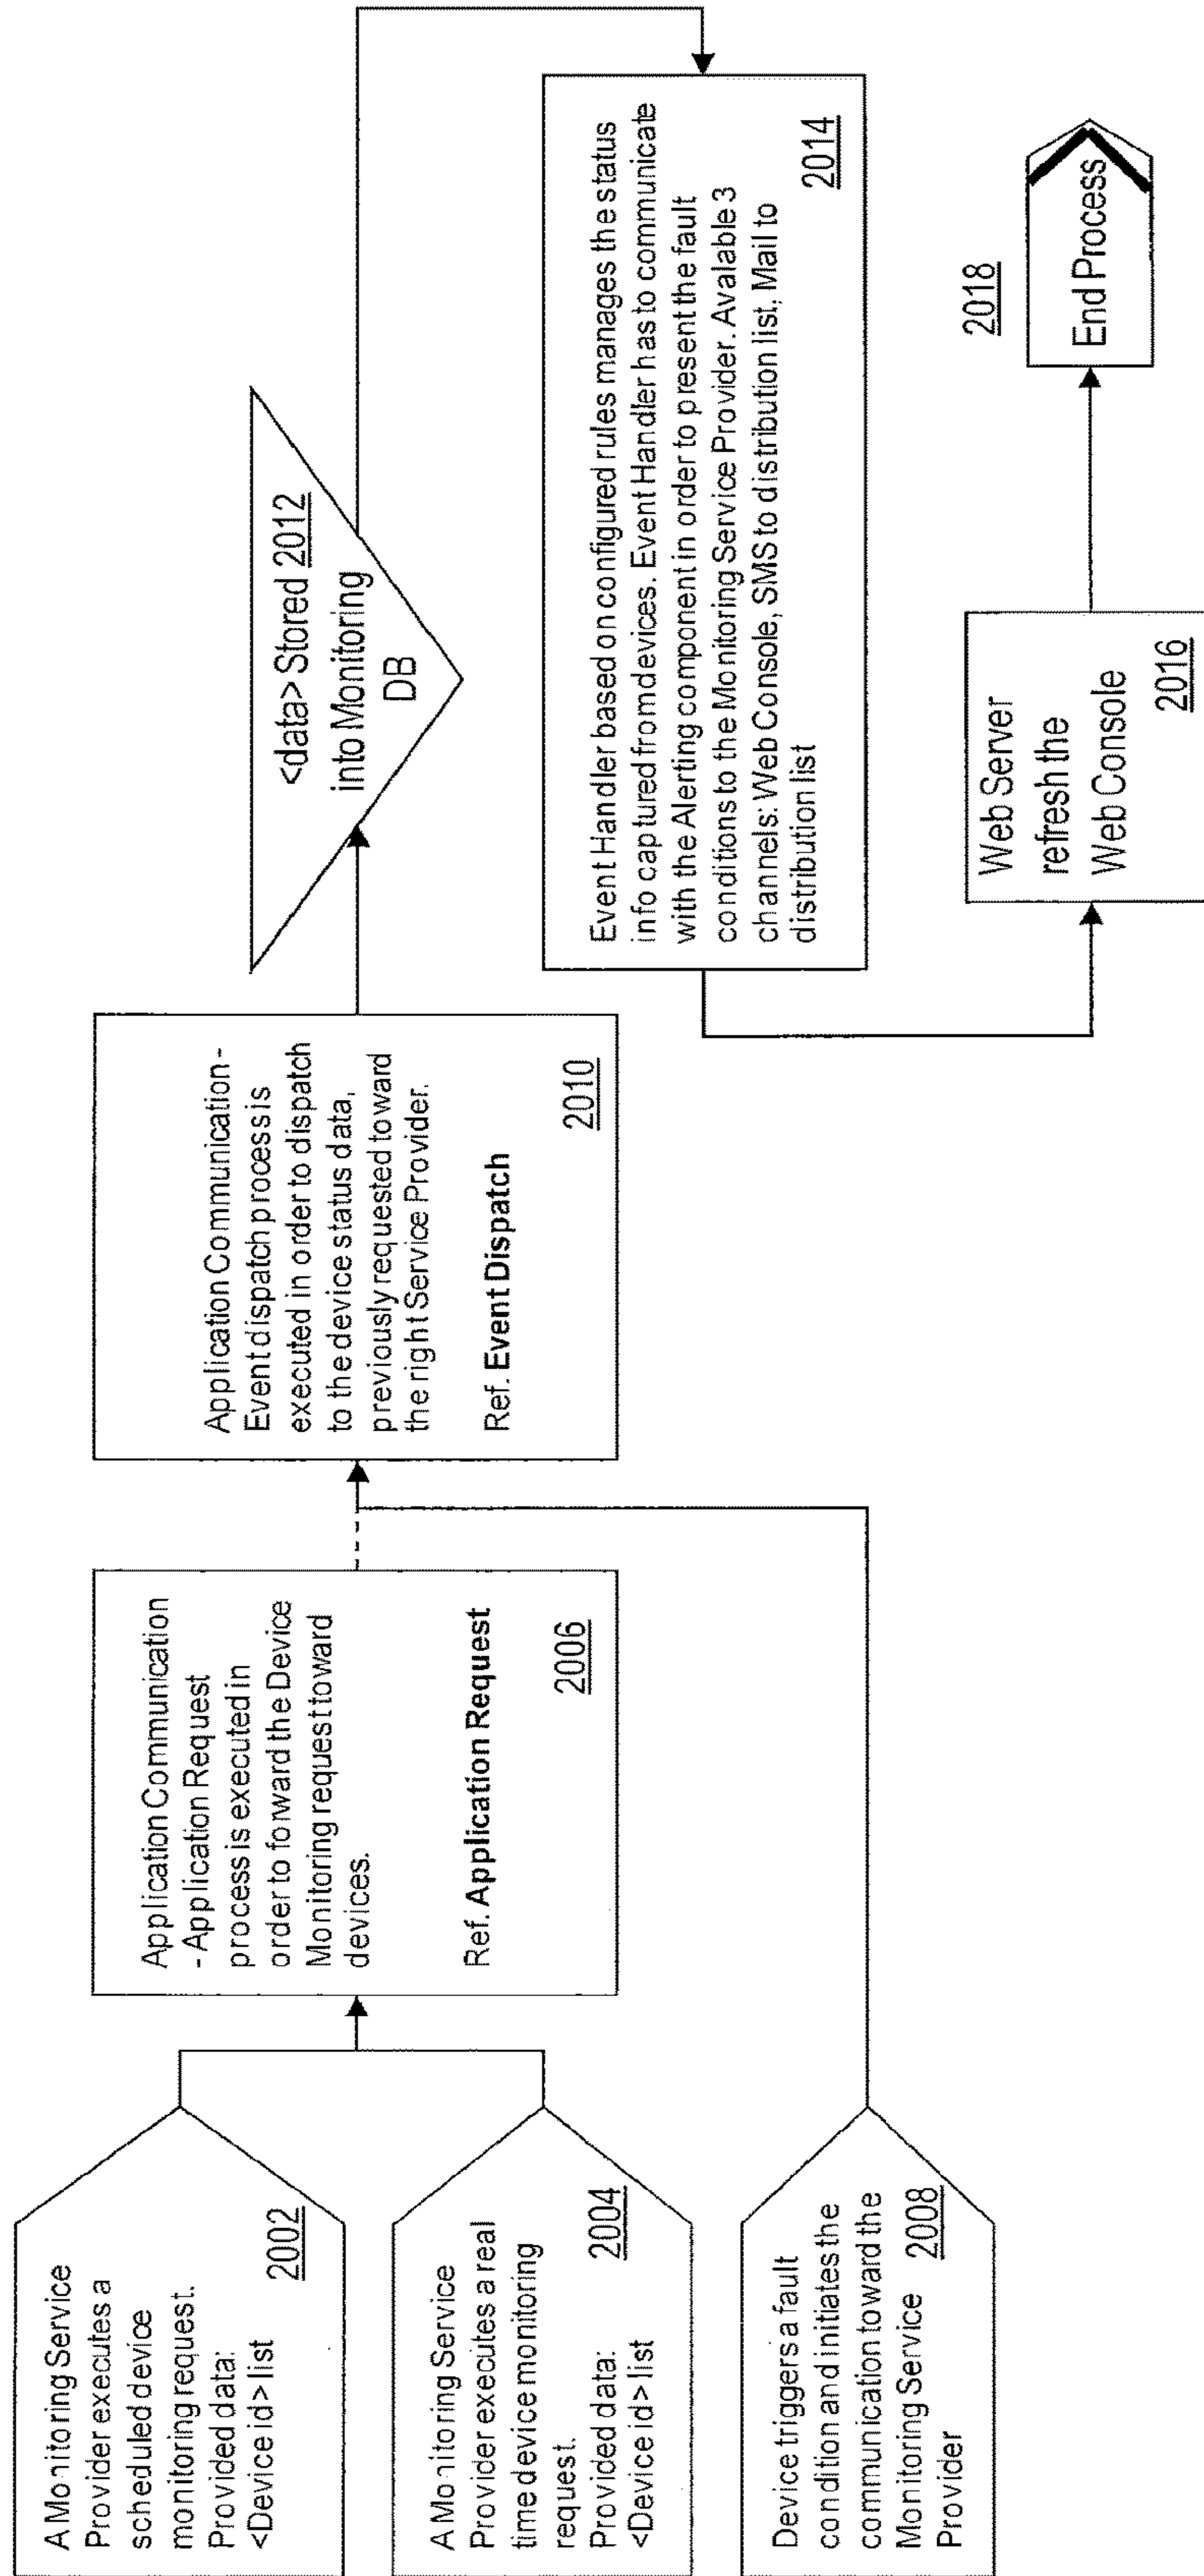 A Monitoring Service
Provider executes a
scheduled device
monitoring request.
Provided data:
<Device id> list
2002
A Monitoring Service
Provider executes a real
time device monitoring
request.
Provided data:
<Device id> list
2004
Device triggers a fault
condition and initiates the
communication toward the
Monitoring Service
Provider
2008
Application Communication
- Application Request
process is executed in
order to forward the Device
Monitoring request toward
devices.
Ref. Application Request
2006
Application Communication -
Event dispatch process is
executed in order to dispatch
to the device status data,
previously requested toward
the right Service Provider.
Ref. Event Dispatch
2010
<data> Stored 2012
into Monitoring
DB
Event Handler based on configured rules manages the status
info captured from devices. Event Handler has to communicate
with the Alerting component in order to present the fault
conditions to the Monitoring Service Provider. Avalable 3
channels: Web Console, SMS to distribution list, Mail to
distribution list
2014
Web Server
refresh the
Web Console
2016
2018
End Process